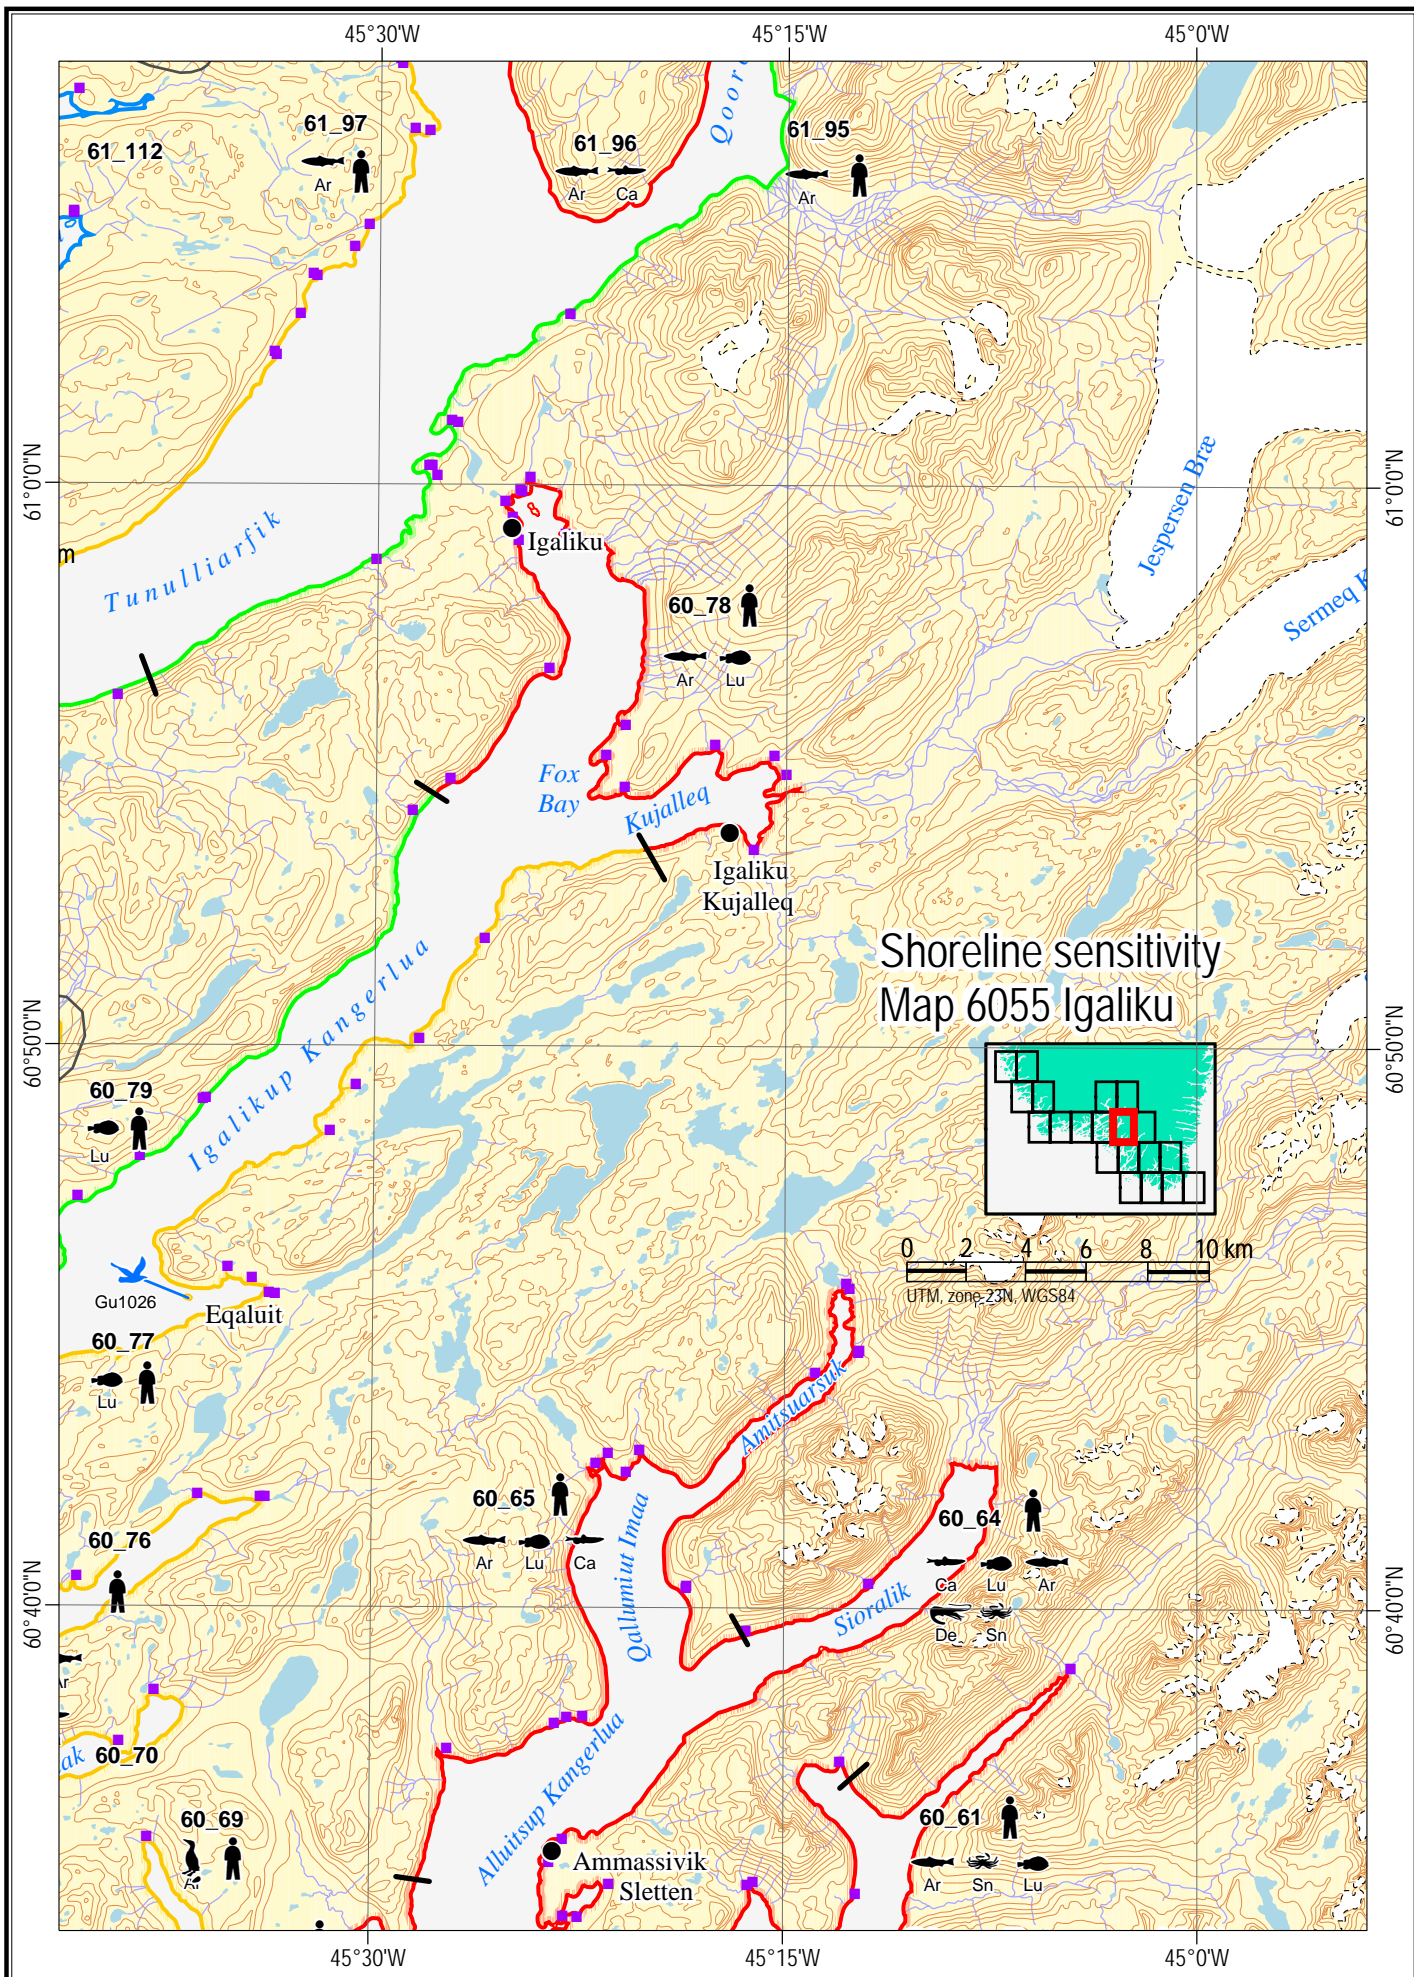 45°30'W
45°15'W
45°0'W
Qoor
61_97
Ar
61_112
61_96
Ar
Ca
61_95
Ar
61°0'0"N
61°0'0"N
Jespersen Bræ
Sermeq K
m
Tunulliarfik
Igaliku
60_78
Ar
Lu
Fox
Bay
Kujalleq
Igaliku
Kujalleq
Shoreline sensitivity
Map 6055 Igaliku
60°50'0"N
60°50'0"N
Igalikup Kangerlua
60_79
Lu
0 2 4 6 8 10 km
UTM, zone 23N, WGS84
Gu1026
Eqaluit
60_77
Lu
Amitsuarsuk
60_65
Ar
Lu
Ca
Qallumiut Imaa
60_64
Ca
Lu
Ar
De
Sn
Sioralik
60_76
60°40'0"N
60°40'0"N
Ar
ak
60_70
60_69
Ar
Alluitsup Kangerlua
Ammassivik
Sletten
60_61
Ar
Sn
Lu
45°30'W
45°15'W
45°0'W